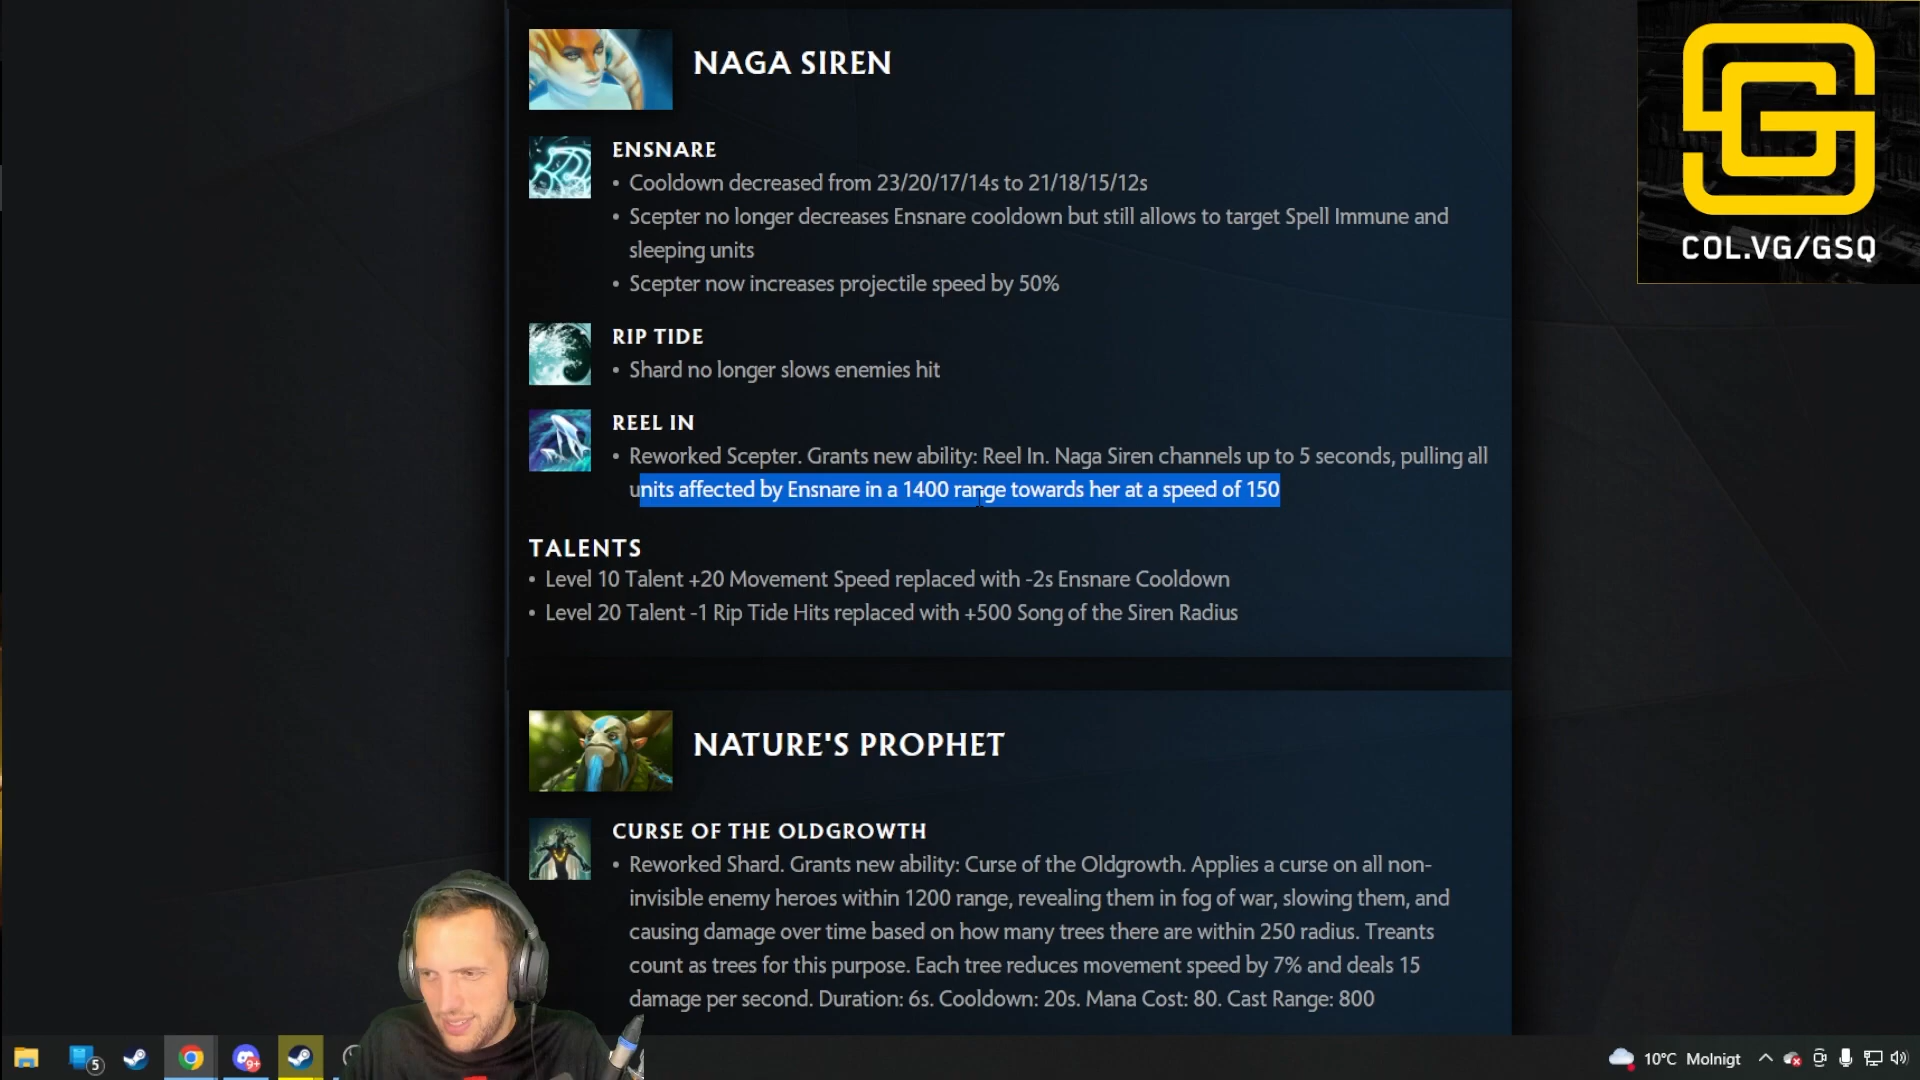 NAGA SIREN
ENSNARE
• Cooldown decreased from 23/20/17/14s to 21/18/15/12s
• Scepter no longer decreases Ensnare cooldown but still allows to target Spell Immune and
sleeping units
• Scepter now increases projectile speed by 50%
RIP TIDE
• Shard no longer slows enemies hit
REEL IN
• Reworked Scepter. Grants new ability: Reel In. Naga Siren channels up to 5 seconds, pulling all
units affected by Ensnare in a 1400 range towards her at a speed of 150
TALENTS
• Level 10 Talent +20 Movement Speed replaced with -2s Ensnare Cooldown
• Level 20 Talent -1 Rip Tide Hits replaced with +500 Song of the Siren Radius
NATURE'S PROPHET
CURSE OF THE OLDGROWTH
• Reworked Shard. Grants new ability: Curse of the Oldgrowth. Applies a curse on all non-
invisible enemy heroes within 1200 range, revealing them in fog of war, slowing them, and
causing damage over time based on how many trees there are within 250 radius. Treants
count as trees for this purpose. Each tree reduces movement speed by 7% and deals 15
damage per second. Duration: 6s. Cooldown: 20s. Mana Cost: 80. Cast Range: 800
COL.VG/GSQ
5
9+
10°C Molnigt